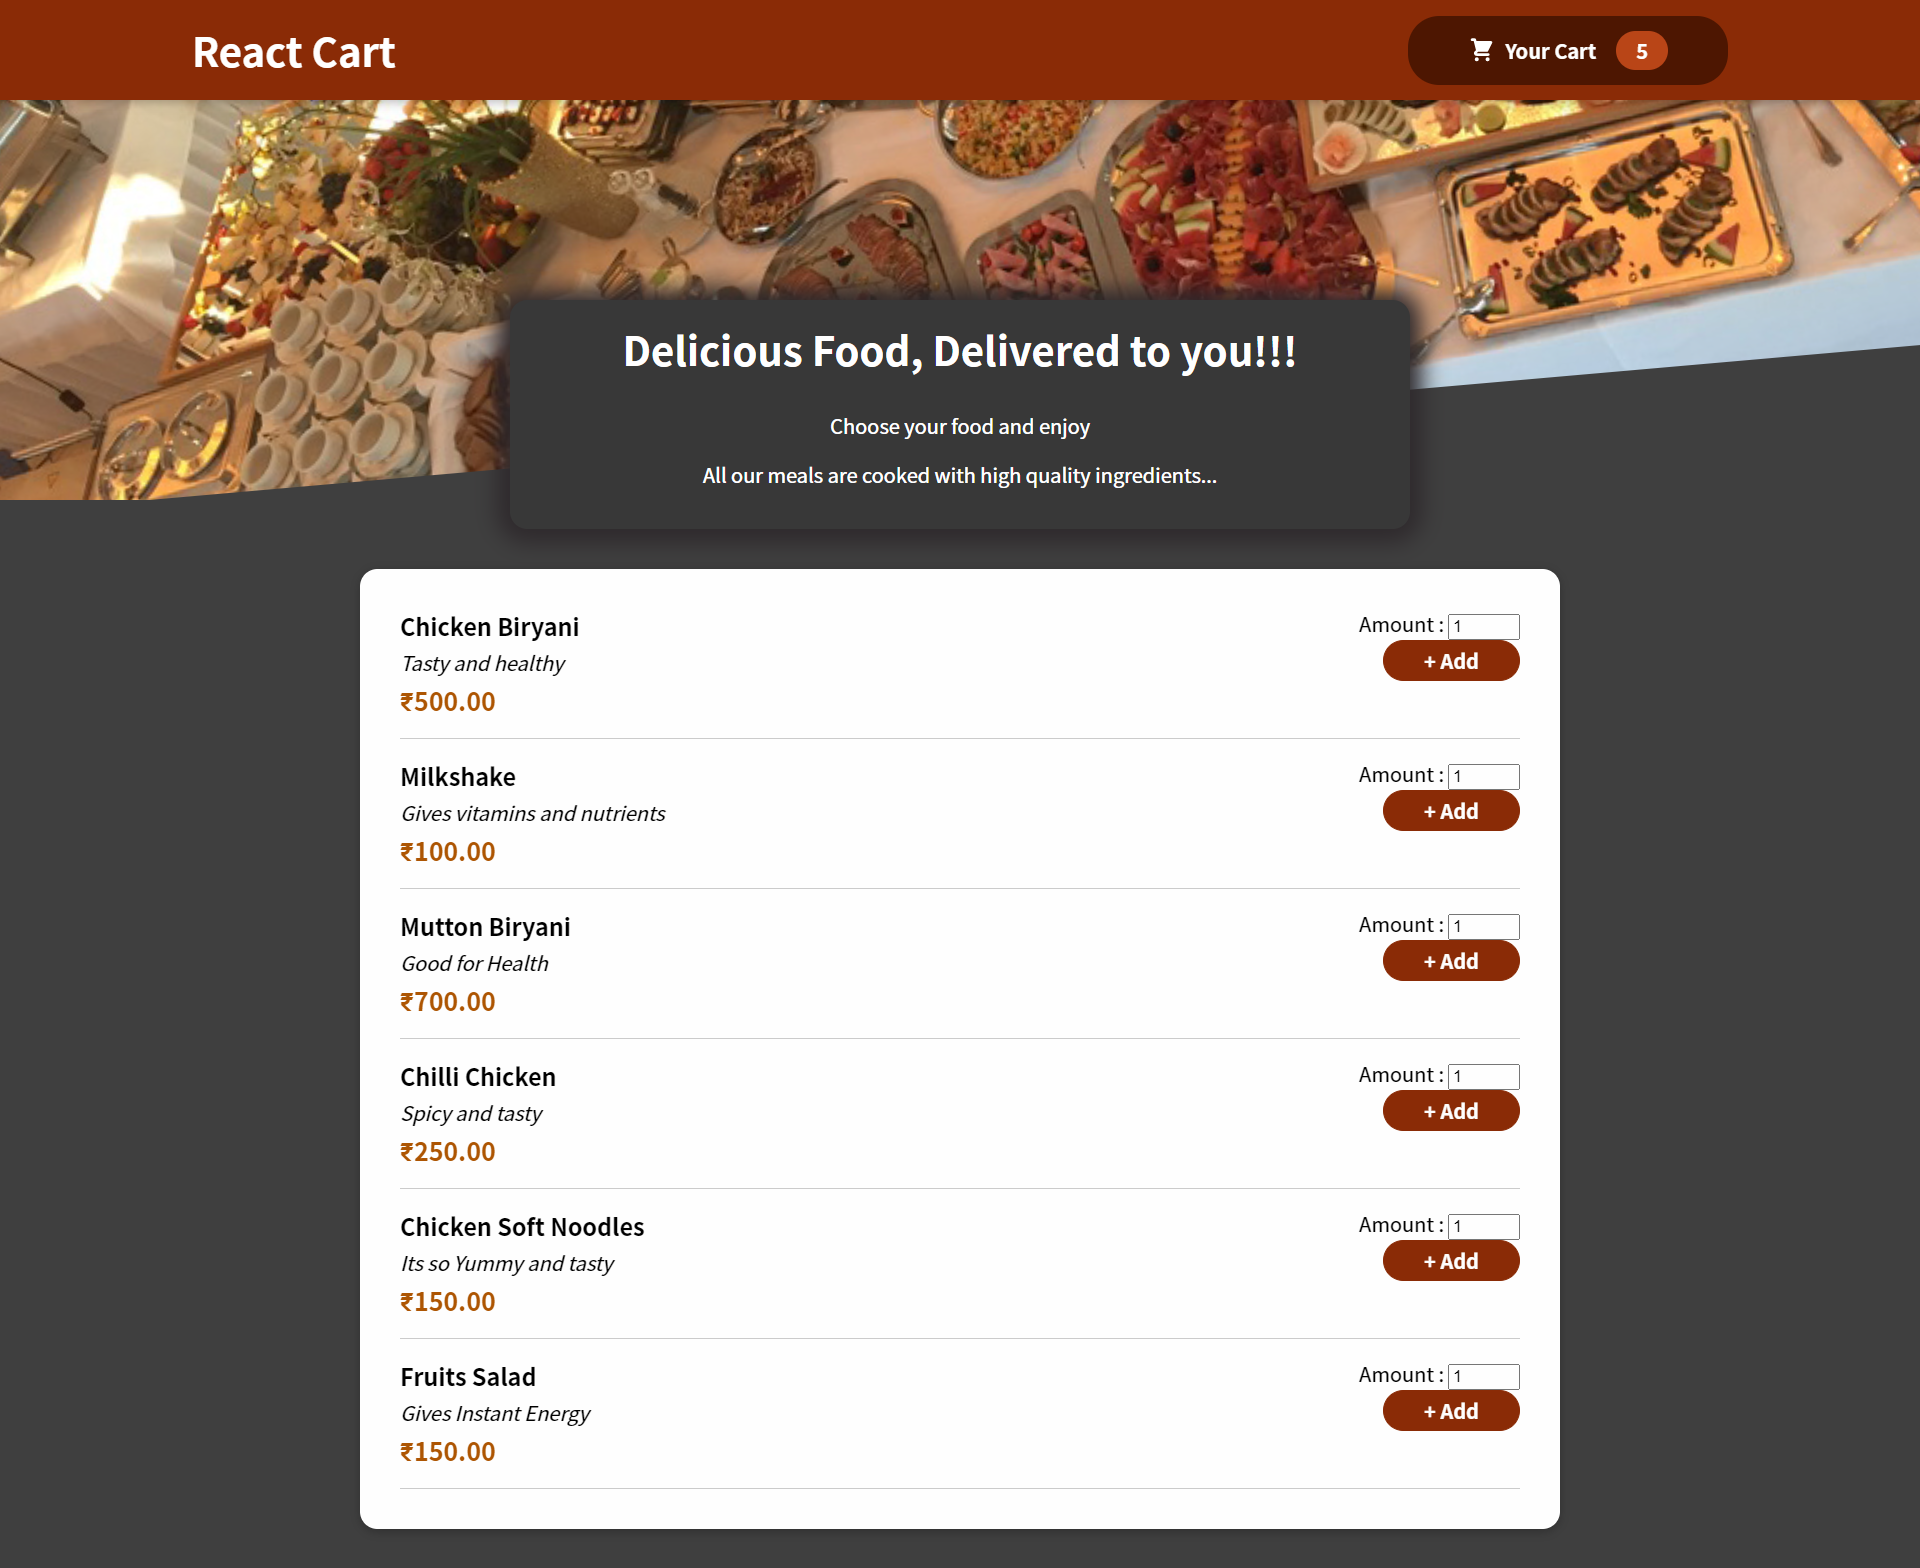 React Cart
Your Cart 5
Delicious Food, Delivered to you!!!
Choose your food and enjoy
All our meals are cooked with high quality ingredients...
Chicken Biryani
Tasty and healthy
₹500.00
Amount : 1
+ Add
Milkshake
Gives vitamins and nutrients
₹100.00
Amount : 1
+ Add
Mutton Biryani
Good for Health
₹700.00
Amount : 1
+ Add
Chilli Chicken
Spicy and tasty
₹250.00
Amount : 1
+ Add
Chicken Soft Noodles
Its so Yummy and tasty
₹150.00
Amount : 1
+ Add
Fruits Salad
Gives Instant Energy
₹150.00
Amount : 1
+ Add